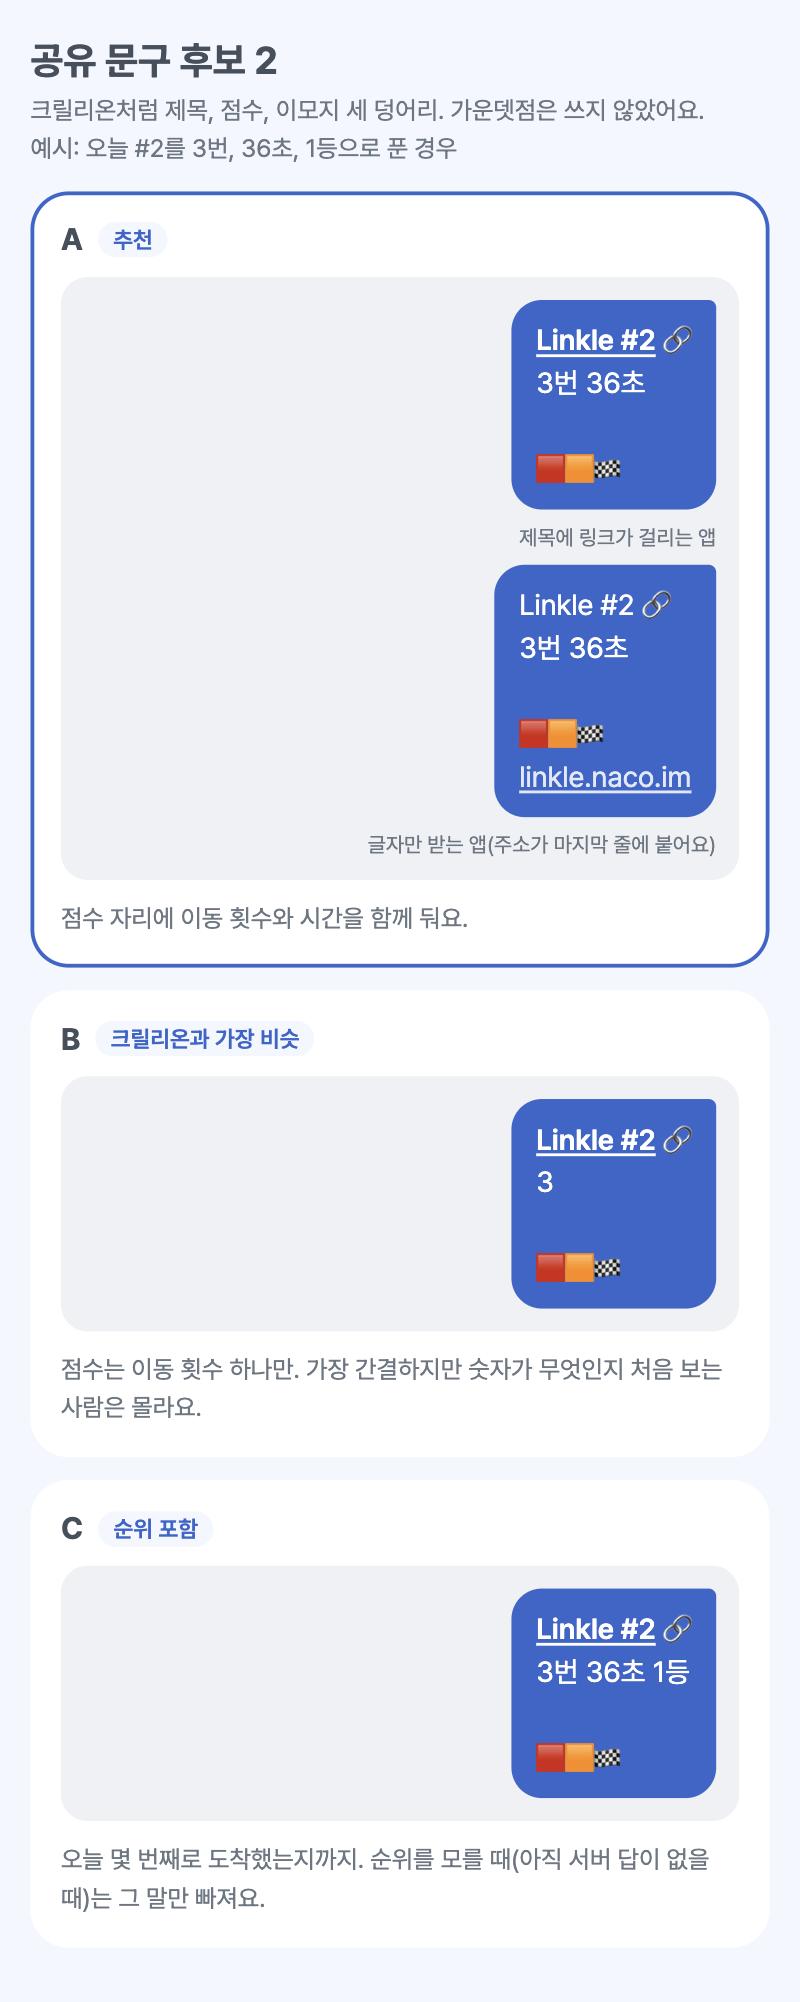 공유 문구 후보 2
크릴리온처럼 제목, 점수, 이모지 세 덩어리. 가운뎃점은 쓰지 않았어요.
예시: 오늘 #2를 3번, 36초, 1등으로 푼 경우
A 추천
Linkle #2 🔗
3번 36초
🟥🟧🏁
제목에 링크가 걸리는 앱
Linkle #2 🔗
3번 36초
🟥🟧🏁
linkle.naco.im
글자만 받는 앱(주소가 마지막 줄에 붙어요)
점수 자리에 이동 횟수와 시간을 함께 둬요.
B 크릴리온과 가장 비슷
Linkle #2 🔗
3
🟥🟧🏁
점수는 이동 횟수 하나만. 가장 간결하지만 숫자가 무엇인지 처음 보는
사람은 몰라요.
C 순위 포함
Linkle #2 🔗
3번 36초 1등
🟥🟧🏁
오늘 몇 번째로 도착했는지까지. 순위를 모를 때(아직 서버 답이 없을
때)는 그 말만 빠져요.